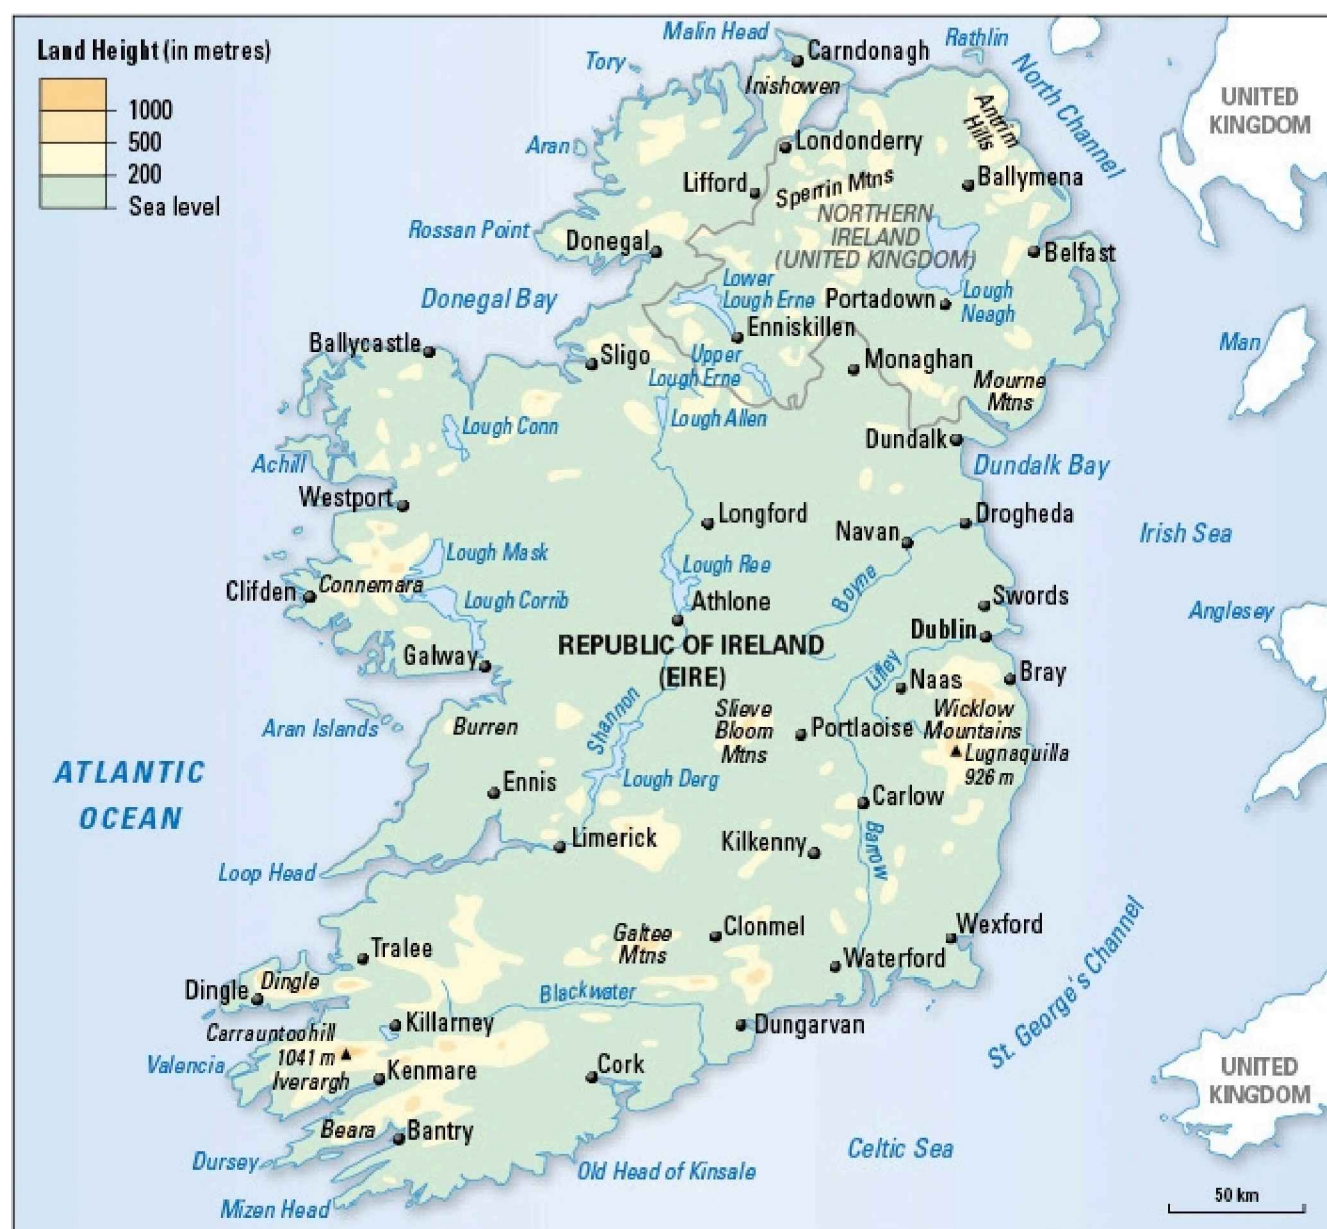 Malin Head
Land Height (in metres)
1000
500
200
Sea level
Carndonagh
Rathlin
Tory
Inishowen
North Channel
UNITED
KINGDOM
Antrim
Hills
Aran
Londonderry
Lifford
Sperrin Mtns
Ballymena
NORTHERN
IRELAND
(UNITED KINGDOM)
Rossan Point
Donegal
Belfast
Donegal Bay
Lower
Lough Erne
Portadown
Lough
Neagh
Enniskillen
Ballycastle
Sligo
Upper
Lough Erne
Monaghan
Man
Mourne
Mtns
Lough Conn
Lough Allen
Dundalk
Achill
Dundalk Bay
Westport
Longford
Navan
Drogheda
Irish Sea
Lough Mask
Lough Ree
Boyne
Clifden
Connemara
Lough Corrib
Athlone
Swords
Anglesey
Dublin
REPUBLIC OF IRELAND
(EIRE)
Galway
Liffey
Naas
Bray
Aran Islands
Burren
Shannon
Slieve
Bloom
Mtns
Portlaoise
Wicklow
Mountains
Lugnaquilla
926 m
ATLANTIC
OCEAN
Ennis
Lough Derg
Carlow
Limerick
Kilkenny
Barrow
Loop Head
Tralee
Galtee
Mtns
Clonmel
Wexford
Waterford
St. George's Channel
Dingle
Dingle
Blackwater
Carrauntoohill
1041 m
Iverargh
Killarney
Dungarvan
Valencia
Kenmare
Cork
UNITED
KINGDOM
Beara
Bantry
Dursey
Old Head of Kinsale
Celtic Sea
Mizen Head
50 km